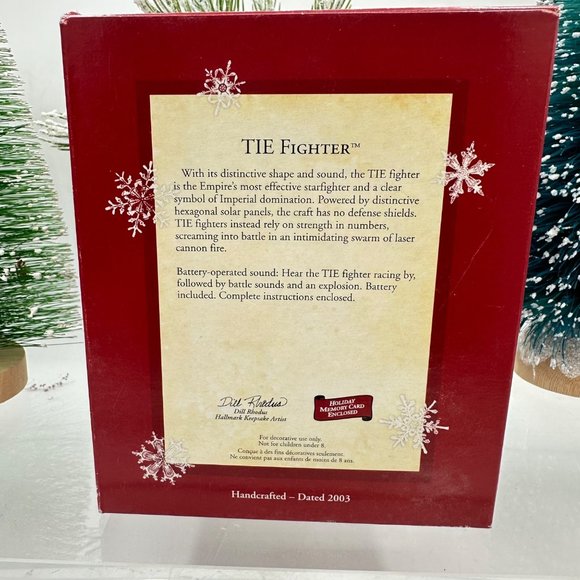 TIE Fighter™
With its distinctive shape and sound, the TIE fighter
is the Empire's most effective starfighter and a clear
symbol of Imperial domination. Powered by distinctive
hexagonal solar panels, the craft has no defense shields.
TIE fighters instead rely on strength in numbers,
screaming into battle in an intimidating swarm of laser
cannon fire.
Battery-operated sound: Hear the TIE fighter racing by,
followed by battle sounds and an explosion. Battery
included. Complete instructions enclosed.
Dill Rhodus
Dill Rhodus
Hallmark Keepsake Artist
Holiday
Memory Card
Enclosed
For decorative use only.
Not for children under 8.
Conçue à des fins décoratives seulement.
Ne convient pas aux enfants de moins de 8 ans.
Handcrafted – Dated 2003